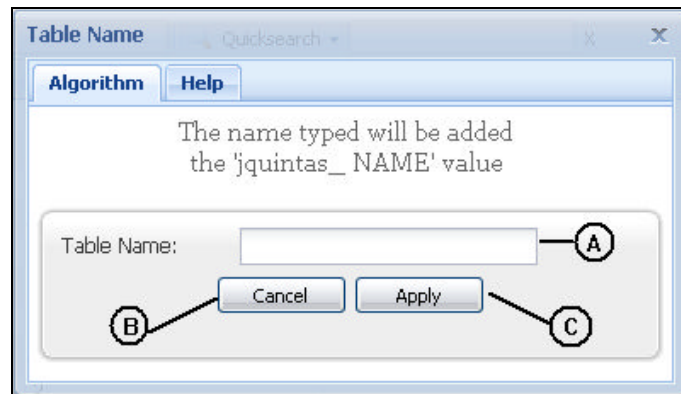 Table Name
Quicksearch
x
x
Algorithm Help
The name typed will be added
the 'jquintas_ NAME' value
Table Name:
A
Cancel Apply
B
C